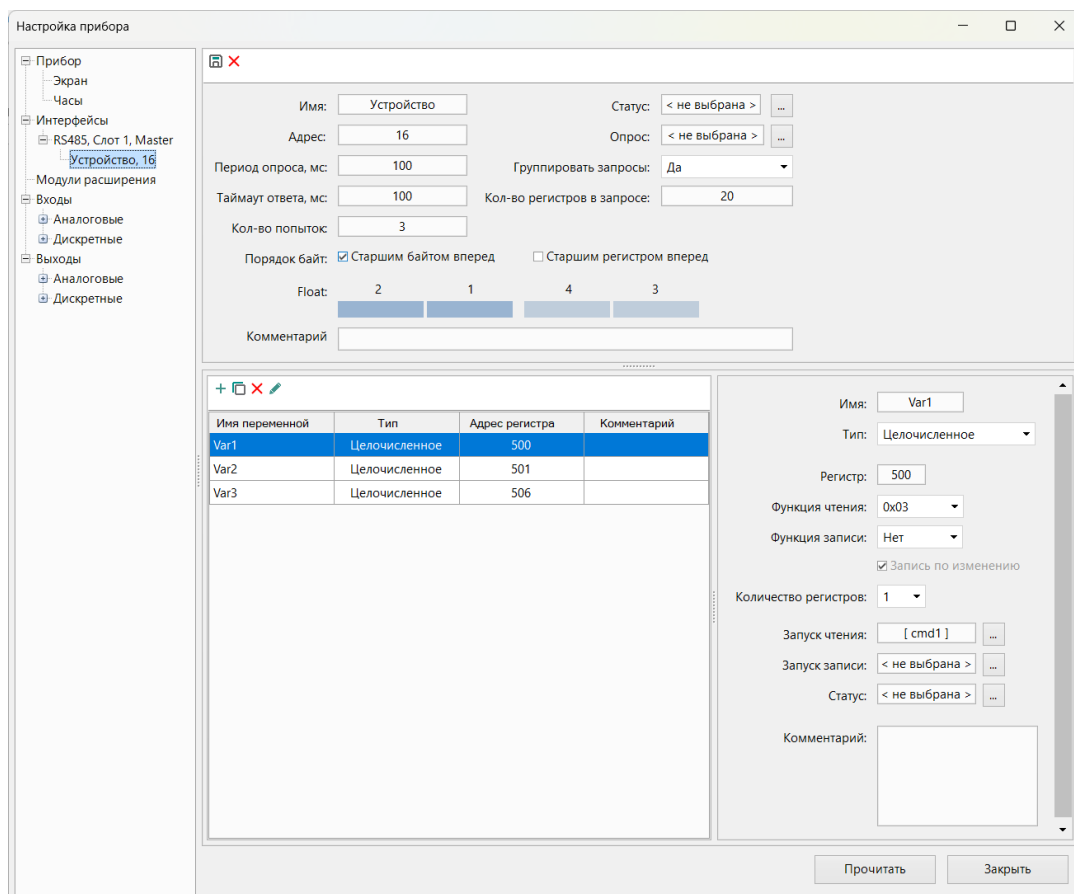 Настройка прибора
Прибор
Экран
Часы
Интерфейсы
RS485, Слот 1, Master
Устройство, 16
Модули расширения
Входы
Аналоговые
Дискретные
Выходы
Аналоговые
Дискретные
Имя: Устройство Статус: < не выбрана > ...
Адрес: 16 Опрос: < не выбрана > ...
Период опроса, мс: 100 Группировать запросы: Да
Таймаут ответа, мс: 100 Кол-во регистров в запросе: 20
Кол-во попыток: 3
Порядок байт: Старшим байтом вперед Старшим регистром вперед
Float: 2 1 4 3
Комментарий
Имя переменной Тип Адрес регистра Комментарий
Var1 Целочисленное 500
Var2 Целочисленное 501
Var3 Целочисленное 506
Имя: Var1
Тип: Целочисленное
Регистр: 500
Функция чтения: 0x03
Функция записи: Нет
Запись по изменению
Количество регистров: 1
Запуск чтения: [ cmd1 ] ...
Запуск записи: < не выбрана > ...
Статус: < не выбрана > ...
Комментарий:
Прочитать Закрыть